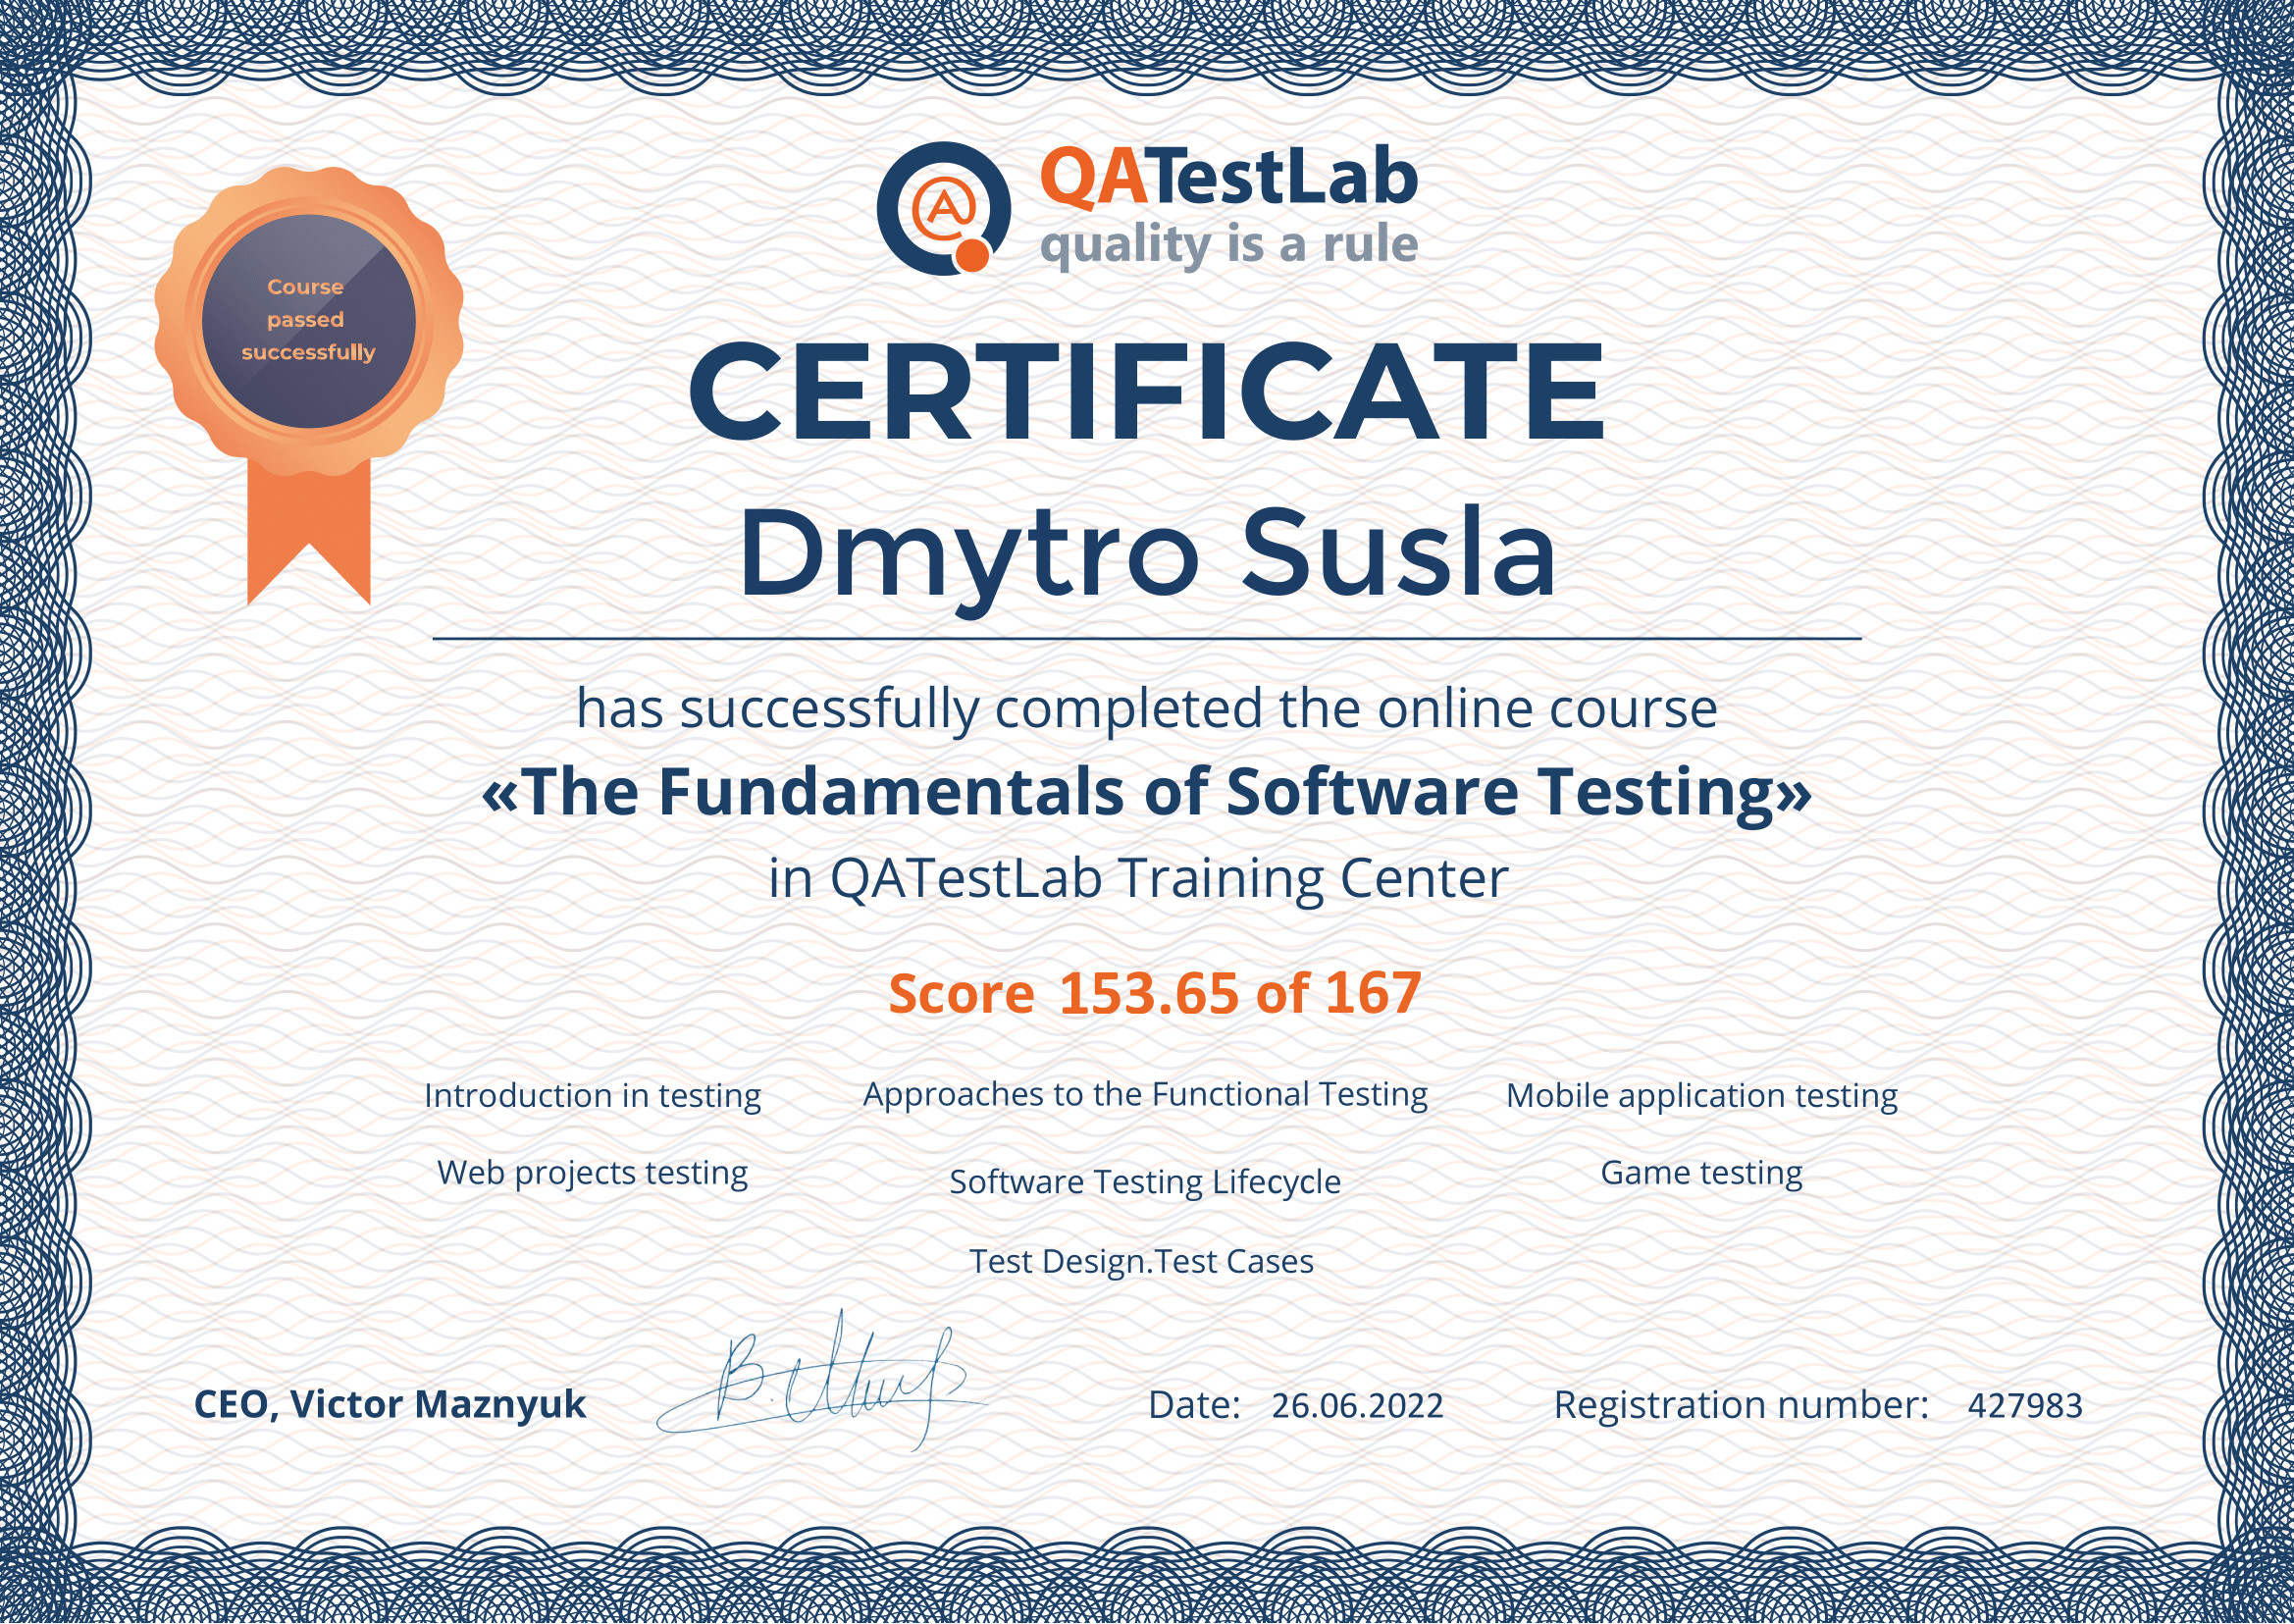 QATestLab
quality is a rule
Course
passed
successfully
CERTIFICATE
Dmytro Susla
has successfully completed the online course
«The Fundamentals of Software Testing»
in QATestLab Training Center
Score 153.65 of 167
Introduction in testing
Approaches to the Functional Testing
Mobile application testing
Web projects testing
Software Testing Lifecycle
Game testing
Test Design.Test Cases
CEO, Victor Maznyuk
Date: 26.06.2022
Registration number: 427983